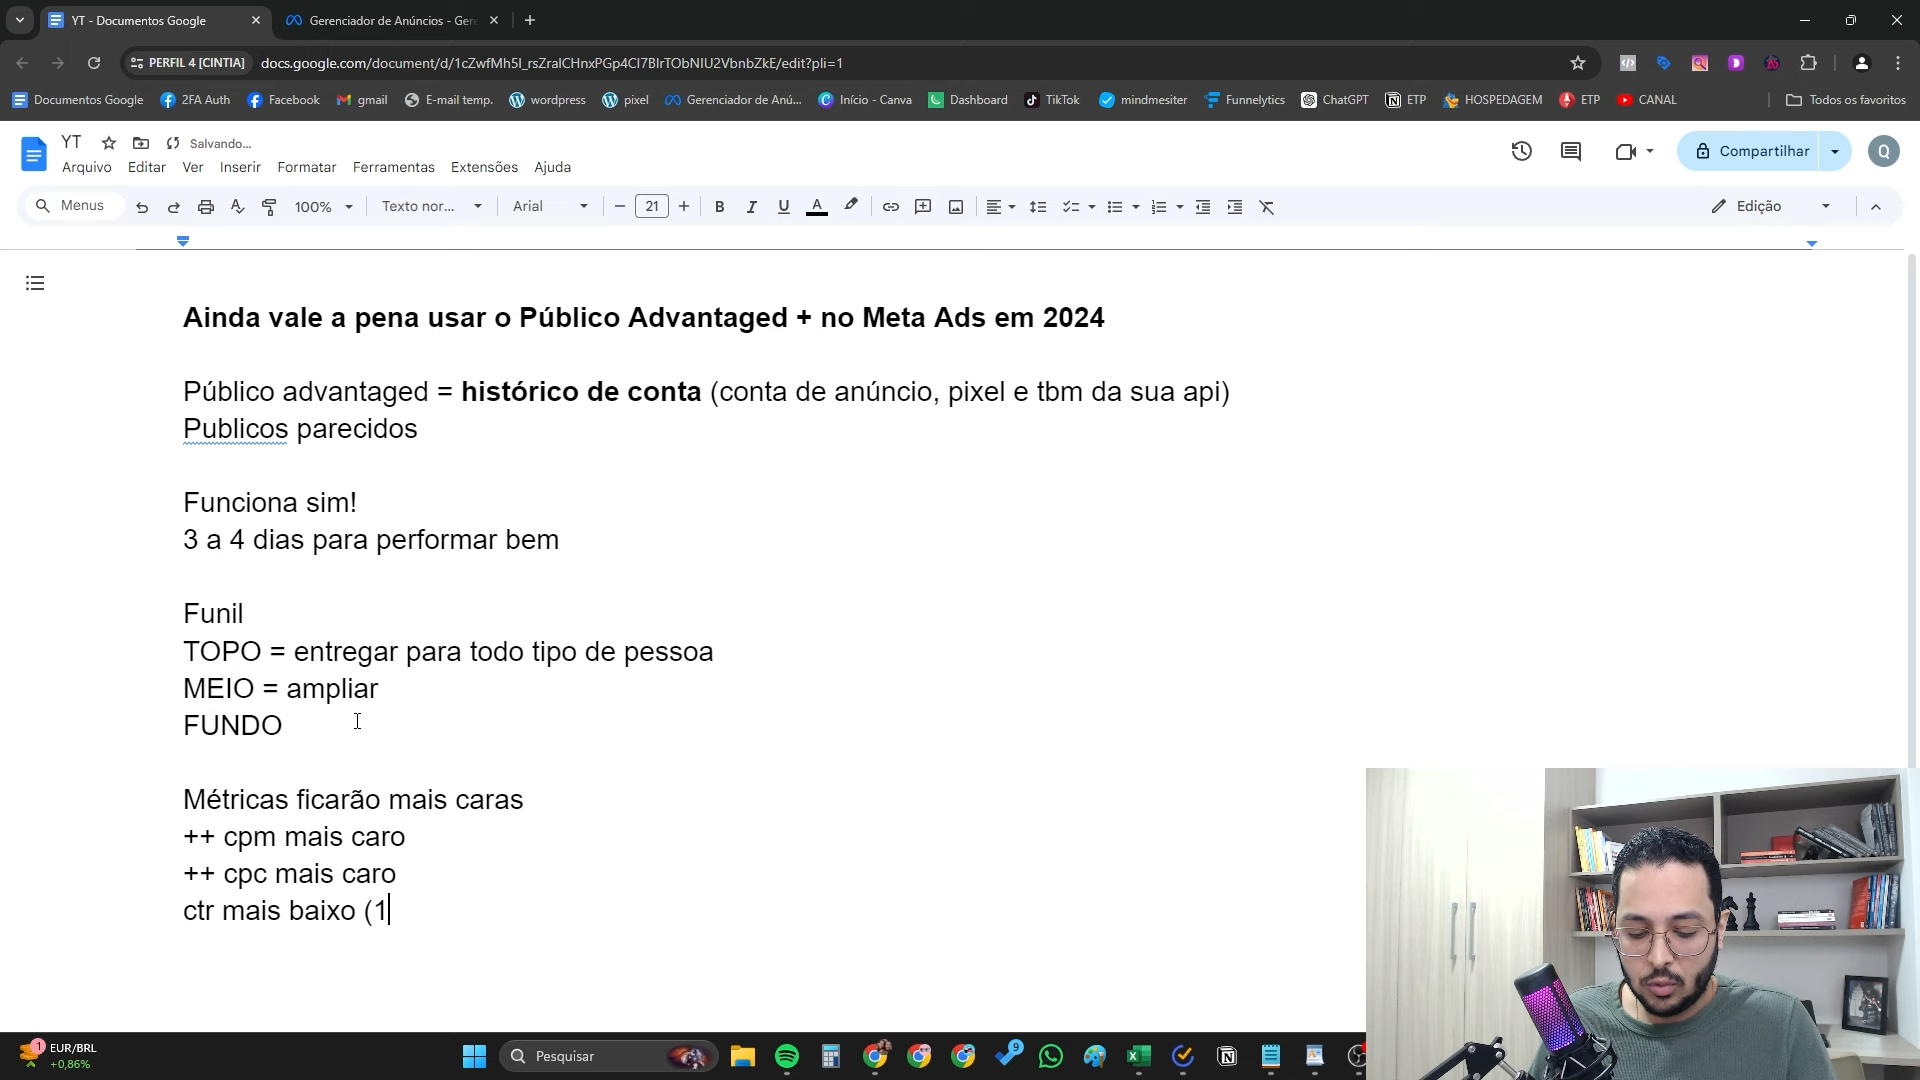 YT - Documentos Google
Gerenciador de Anúncios - Gere
PERFIL 4 [CINTIA]
docs.google.com/document/d/1cZwfMh5I_rsZralCHnxPGp4CI7BlrTObNIU2VbnbZkE/edit?pli=1
Documentos Google
2FA Auth
Facebook
gmail
E-mail temp.
wordpress
pixel
Gerenciador de Anú...
Início - Canva
Dashboard
TikTok
mindmesiter
Funnelytics
ChatGPT
ETP
HOSPEDAGEM
ETP
CANAL
Todos os favoritos
YT
Salvando...
Arquivo Editar Ver Inserir Formatar Ferramentas Extensões Ajuda
Compartilhar
Q
Menus
100%
Texto nor...
Arial
21
Edição
Ainda vale a pena usar o Público Advantaged + no Meta Ads em 2024
Público advantaged = histórico de conta (conta de anúncio, pixel e tbm da sua api)
Publicos parecidos
Funciona sim!
3 a 4 dias para performar bem
Funil
TOPO = entregar para todo tipo de pessoa
MEIO = ampliar
FUNDO
Métricas ficarão mais caras
++ cpm mais caro
++ cpc mais caro
ctr mais baixo (1
1
EUR/BRL
+0,86%
Pesquisar
9